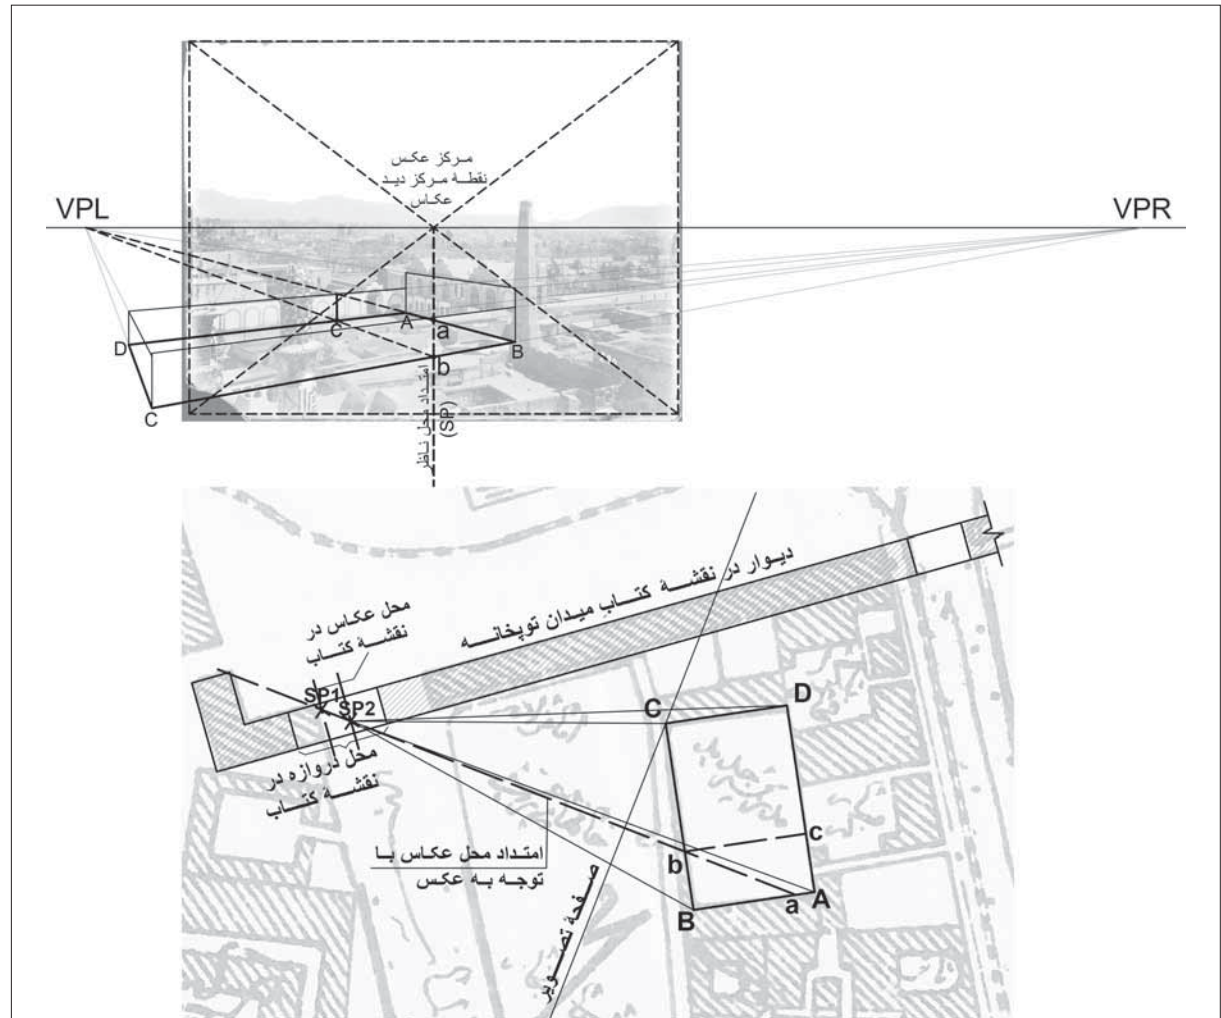 مرکز عکس
نقطهٔ مرکز دید
عکاس
VPL
VPR
D
C
C
A
a
B
b
امتداد محل ناظر
(SP)
دیوار در نقشهٔ کتاب میدان توپخانه
محل عکاس در
نقشهٔ کتاب
SP1
SP2
محل دروازه در
نقشهٔ کتاب
C
D
c
b
B
a
A
امتداد محل عکاس با
توجه به عکس
صفحهٔ تصویر